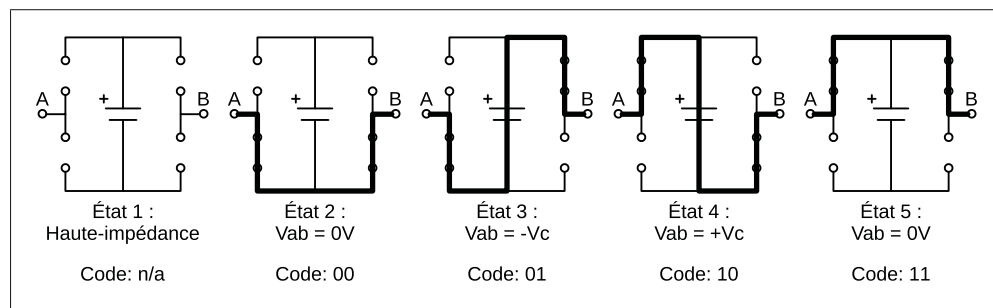 A + B
A + B
A + B
A + B
A + B
État 1 :
Haute-impédance
Code: n/a
État 2 :
Vab = 0V
Code: 00
État 3 :
Vab = -Vc
Code: 01
État 4 :
Vab = +Vc
Code: 10
État 5 :
Vab = 0V
Code: 11